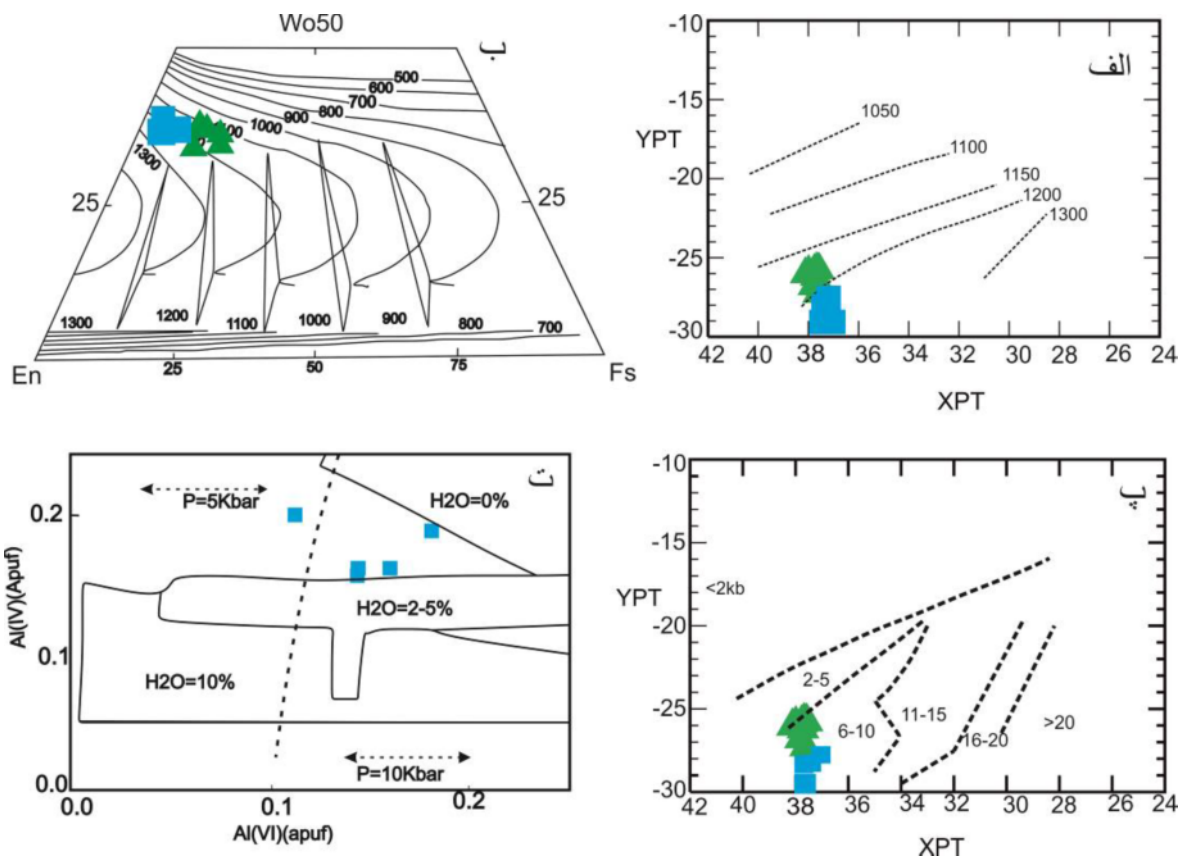 Wo50
ب
500
600
700
800
900
1000
1300
25
25
1300
1200
1100
1000
900
800
700
En
25
50
75
Fs
الف
-10
-15
YPT
-20
-25
-30
1050
1100
1150
1200
1300
42 40 38 36 34 32 30 28 26 24
XPT
ت
P=5Kbar
H2O=0%
0.2
H2O=2-5%
Al(IV)(Apuf)
0.1
H2O=10%
P=10Kbar
0.0
0.0 0.1 0.2
Al(VI)(apuf)
پ
-10
-15
<2kb
YPT
-20
2-5
-25
6-10
11-15
16-20
>20
-30
42 40 38 36 34 32 30 28 26 24
XPT